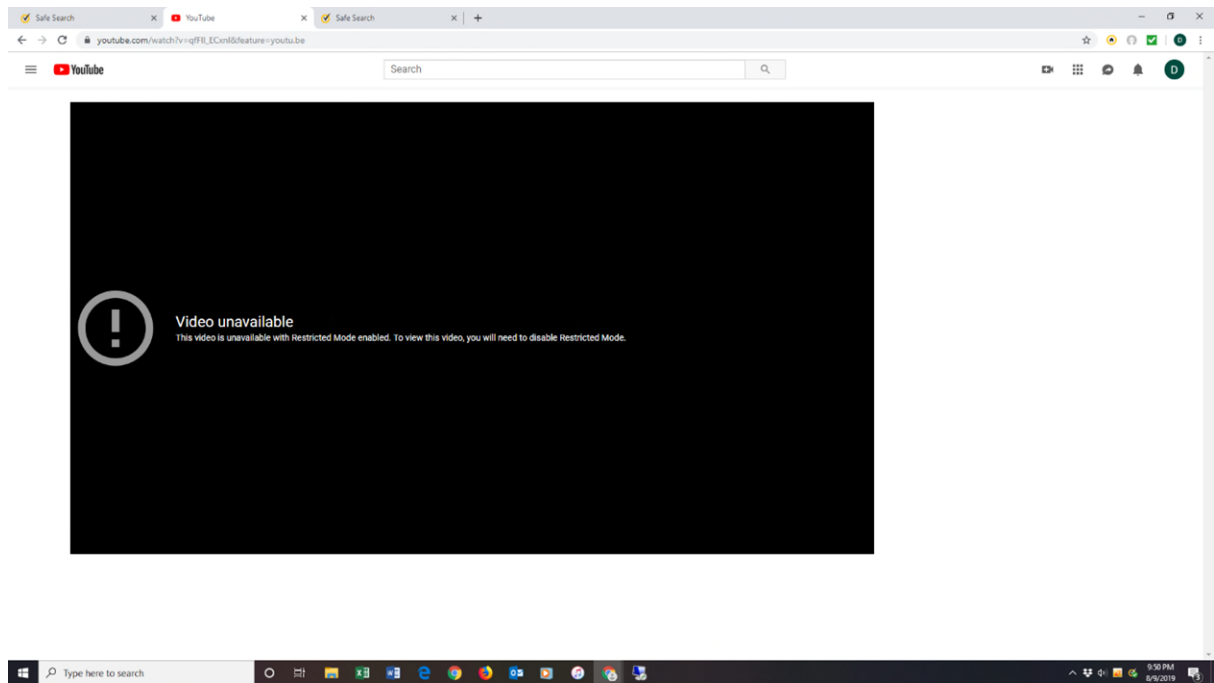 Safe Search
YouTube
Safe Search
youtube.com/watch?v=qfFII_ECxnI&feature=youtu.be
D
YouTube
Search
D
Video unavailable
This video is unavailable with Restricted Mode enabled. To view this video, you will need to disable Restricted Mode.
Type here to search
9:50 PM
8/9/2019